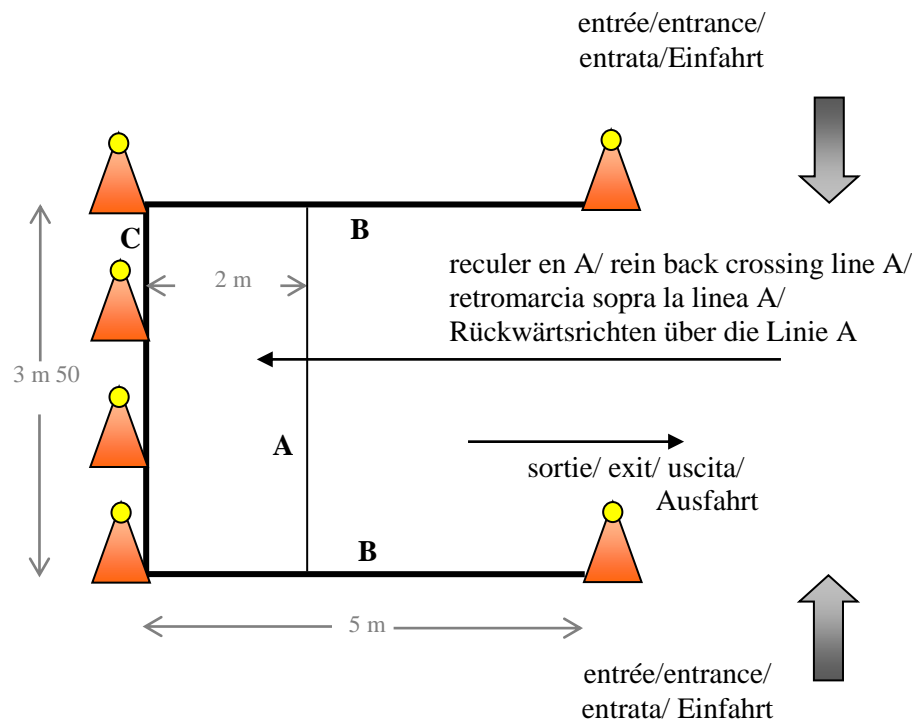 entrée/entrance/
entrata/Einfahrt
C
B
2 m
reculer en A/ rein back crossing line A/
retromarcia sopra la linea A/
Rückwärtsrichten über die Linie A
3 m 50
A
sortie/ exit/ uscita/
Ausfahrt
B
5 m
entrée/entrance/
entrata/ Einfahrt